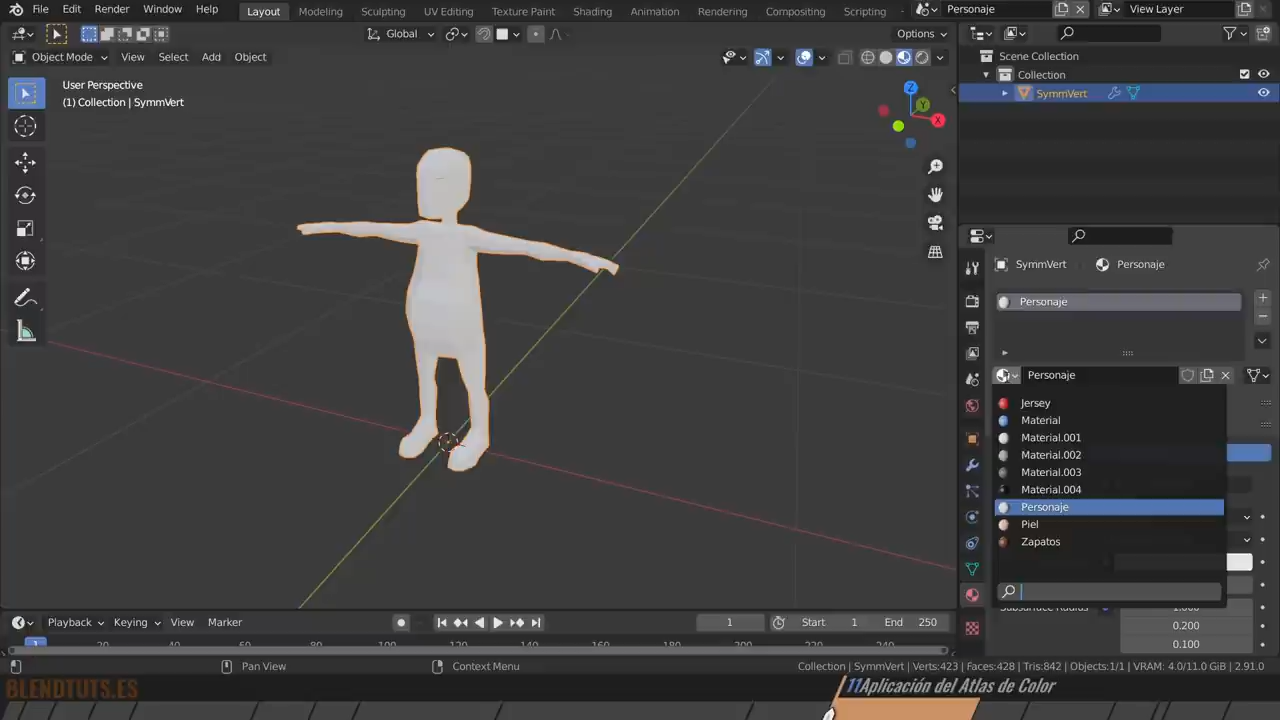 File Edit Render Window Help Layout Modeling Sculpting UV Editing Texture Paint Shading Animation Rendering Compositing Scripting Personaje View Layer
Global Options
Object Mode View Select Add Object
User Perspective
(1) Collection | SymmVert
Z
Y
X
Scene Collection
Collection
SymmVert
SymmVert Personaje
Personaje
Personaje
Jersey
Material
Material.001
Material.002
Material.003
Material.004
Personaje
Piel
Zapatos
Subsurface Radius 1.000
0.200
0.100
Playback Keying View Marker 1 Start 1 End 250
1 20 40 60 80 100 120 140 160 180 200 220 240
Pan View Context Menu Collection | SymmVert | Verts:423 | Faces:428 | Tris:842 | Objects:1/1 | VRAM: 4.0/11.0 GiB | 2.91.0
BLENDTUTS.ES
11Aplicación del Atlas de Color